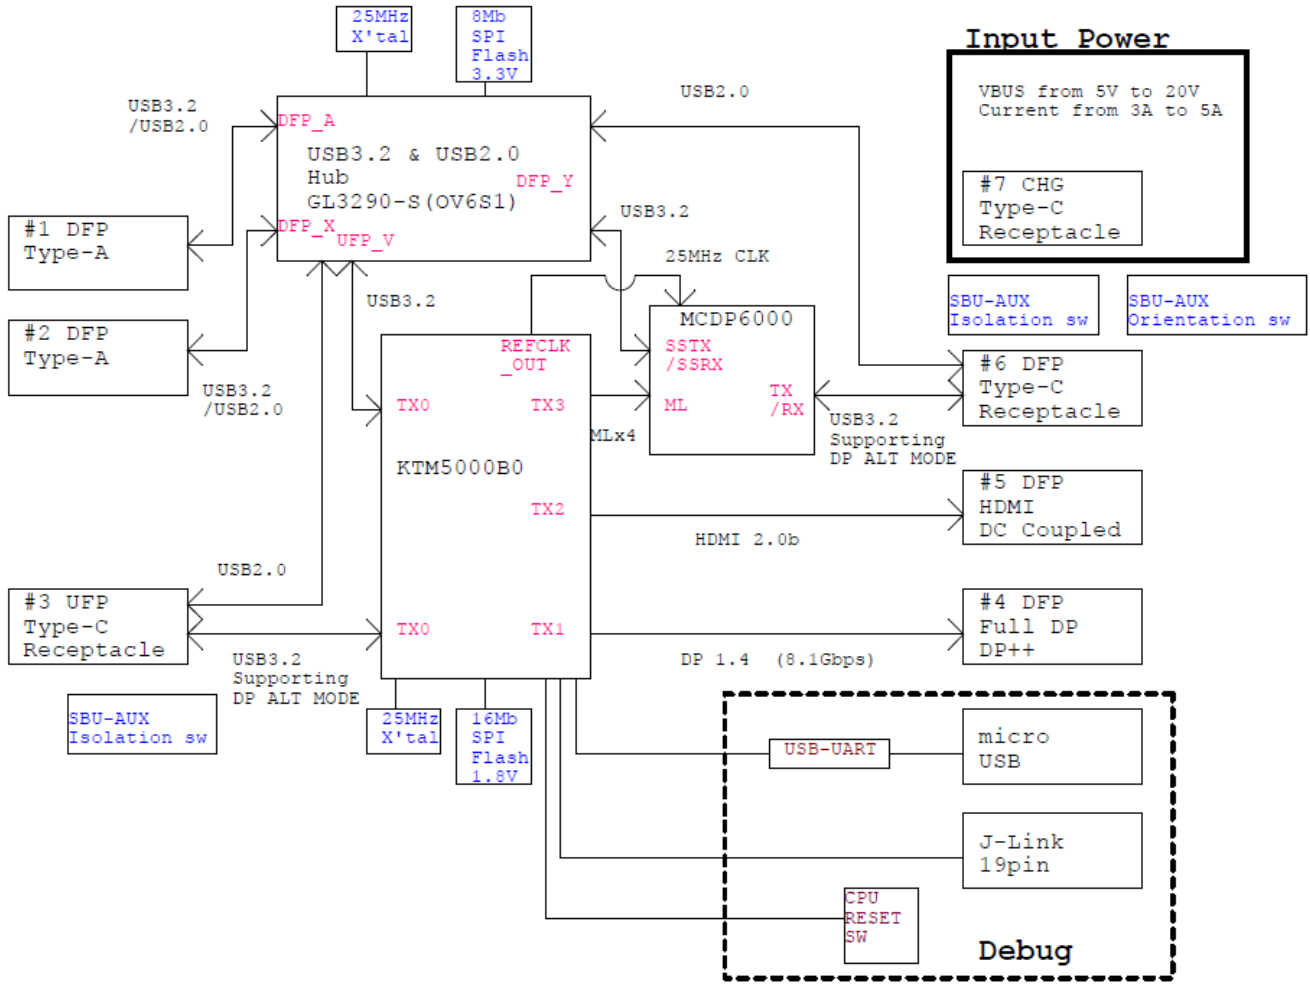 25MHz
X'tal
8Mb
SPI
Flash
3.3V
Input Power
VBUS from 5V to 20V
Current from 3A to 5A
#7 CHG
Type-C
Receptacle
USB3.2
/USB2.0
USB2.0
DFP_A
USB3.2 & USB2.0
Hub
GL3290-S(OV6S1)
DFP_Y
DFP_X
UFP_V
#1 DFP
Type-A
USB3.2
25MHz CLK
USB3.2
#2 DFP
Type-A
USB3.2
/USB2.0
SBU-AUX
Isolation sw
SBU-AUX
Orientation sw
MCDP6000
SSTX
/SSRX
TX
/RX
ML
REFCLK
_OUT
TX0
TX3
MLx4
KTM5000B0
TX2
TX0
TX1
#6 DFP
Type-C
Receptacle
USB3.2
Supporting
DP ALT MODE
#5 DFP
HDMI
DC Coupled
HDMI 2.0b
USB2.0
#3 UFP
Type-C
Receptacle
USB3.2
Supporting
DP ALT MODE
#4 DFP
Full DP
DP++
DP 1.4 (8.1Gbps)
SBU-AUX
Isolation sw
25MHz
X'tal
16Mb
SPI
Flash
1.8V
USB-UART
micro
USB
J-Link
19pin
CPU
RESET
SW
Debug